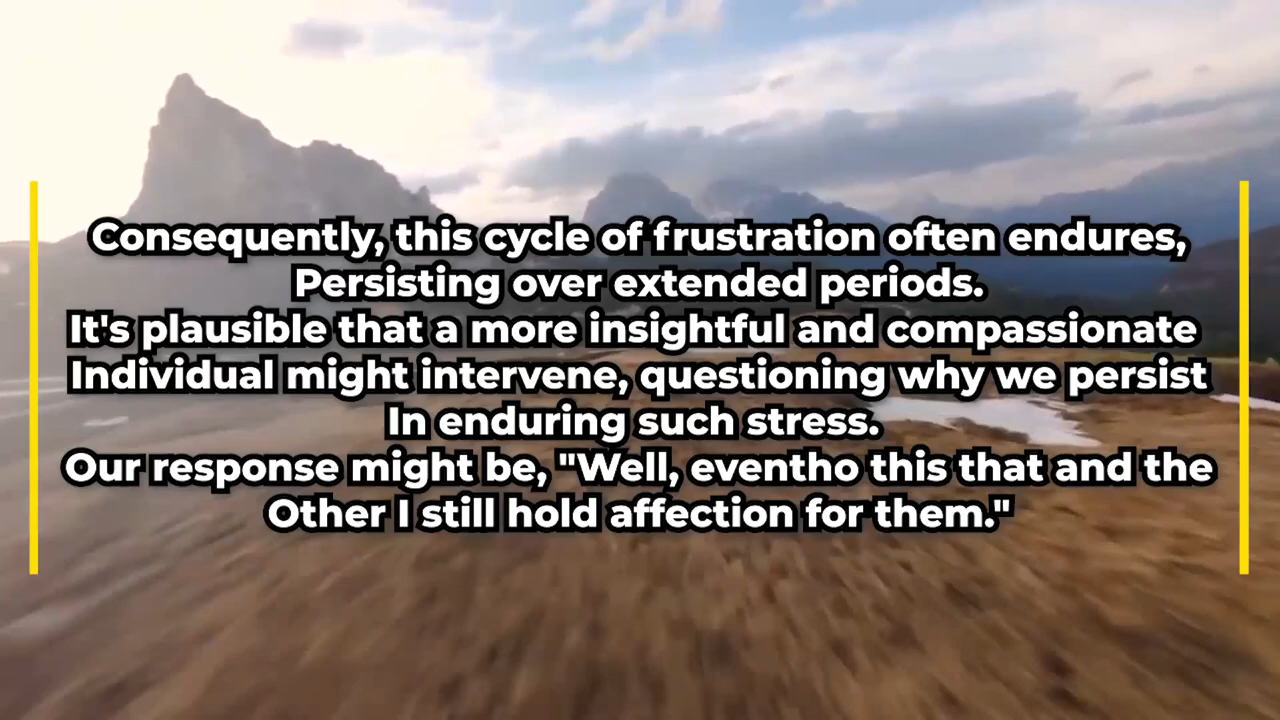 Consequently, this cycle of frustration often endures,
Persisting over extended periods.
It's plausible that a more insightful and compassionate
Individual might intervene, questioning why we persist
In enduring such stress.
Our response might be, "Well, eventho this that and the
Other I still hold affection for them."